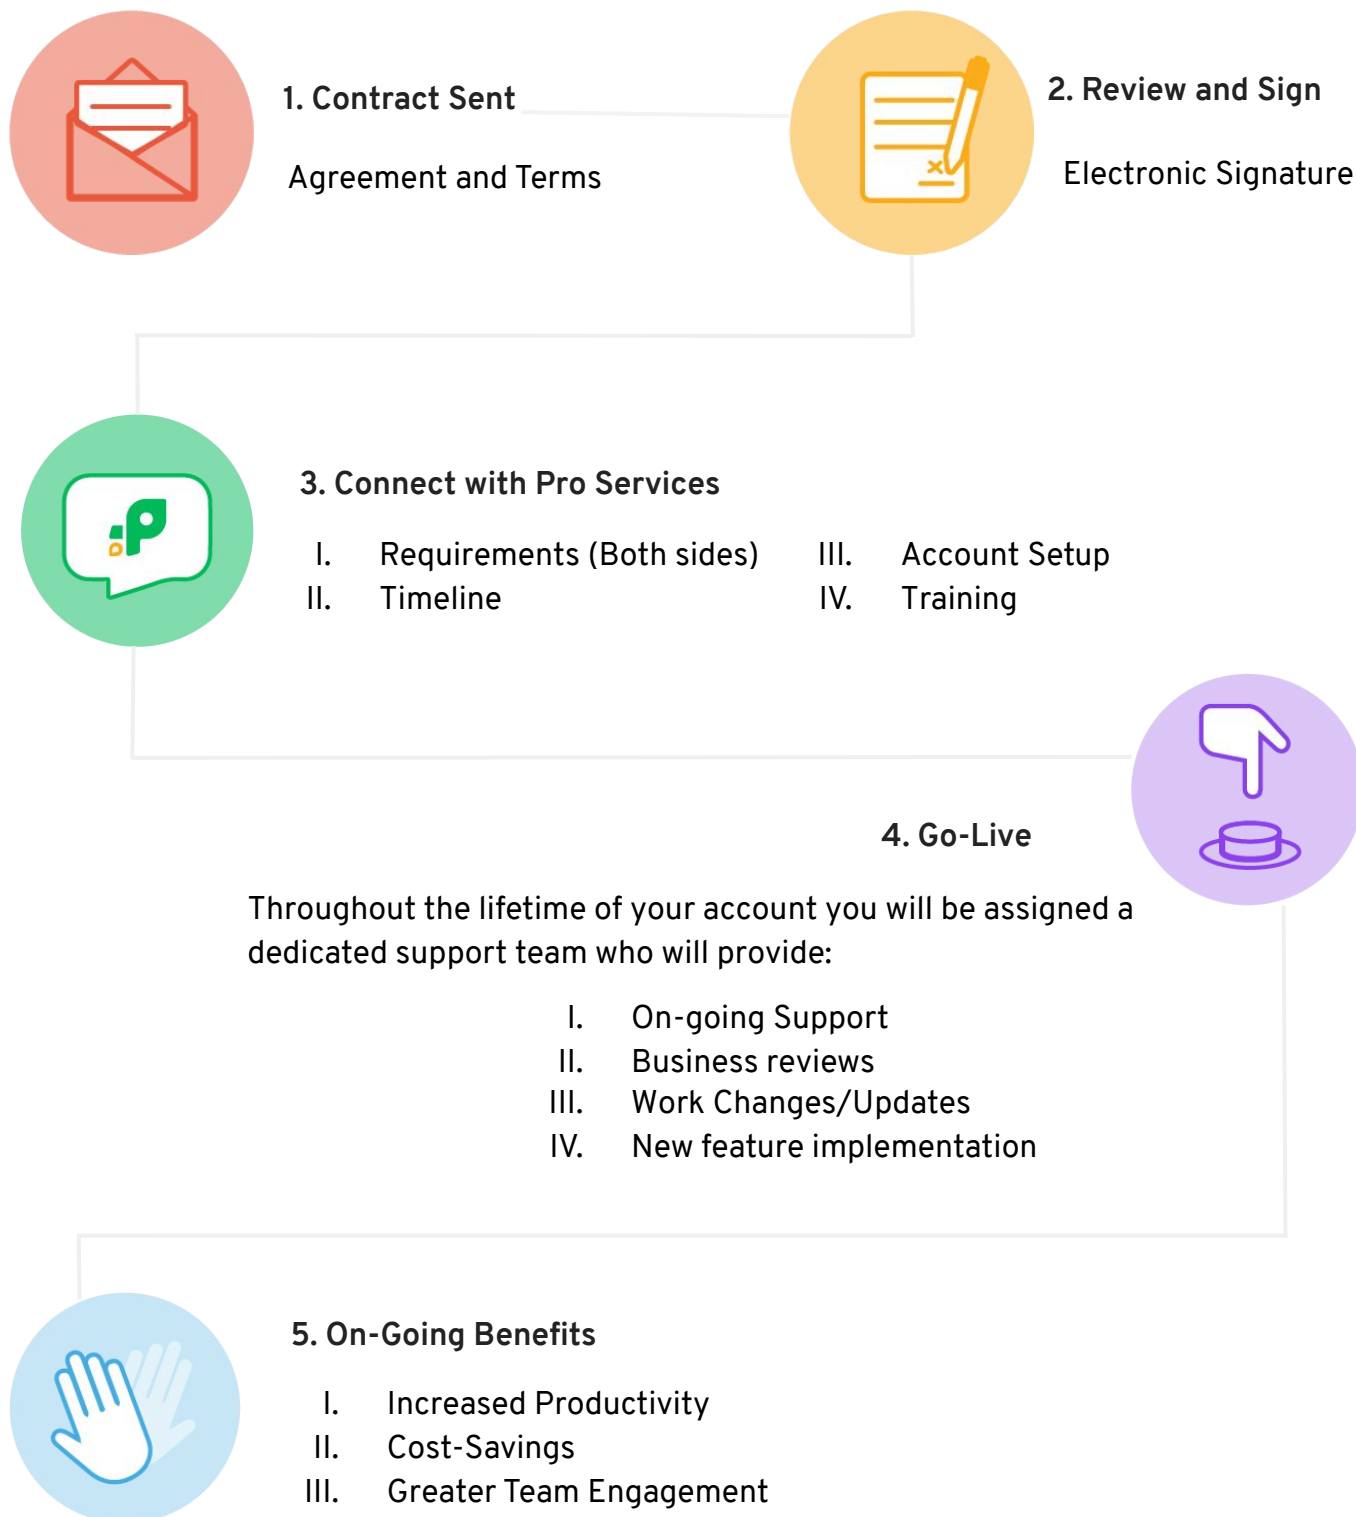 1. Contract Sent
Agreement and Terms
2. Review and Sign
Electronic Signature
3. Connect with Pro Services
I. Requirements (Both sides)
II. Timeline
III. Account Setup
IV. Training
4. Go-Live
Throughout the lifetime of your account you will be assigned a
dedicated support team who will provide:
I. On-going Support
II. Business reviews
III. Work Changes/Updates
IV. New feature implementation
5. On-Going Benefits
I. Increased Productivity
II. Cost-Savings
III. Greater Team Engagement